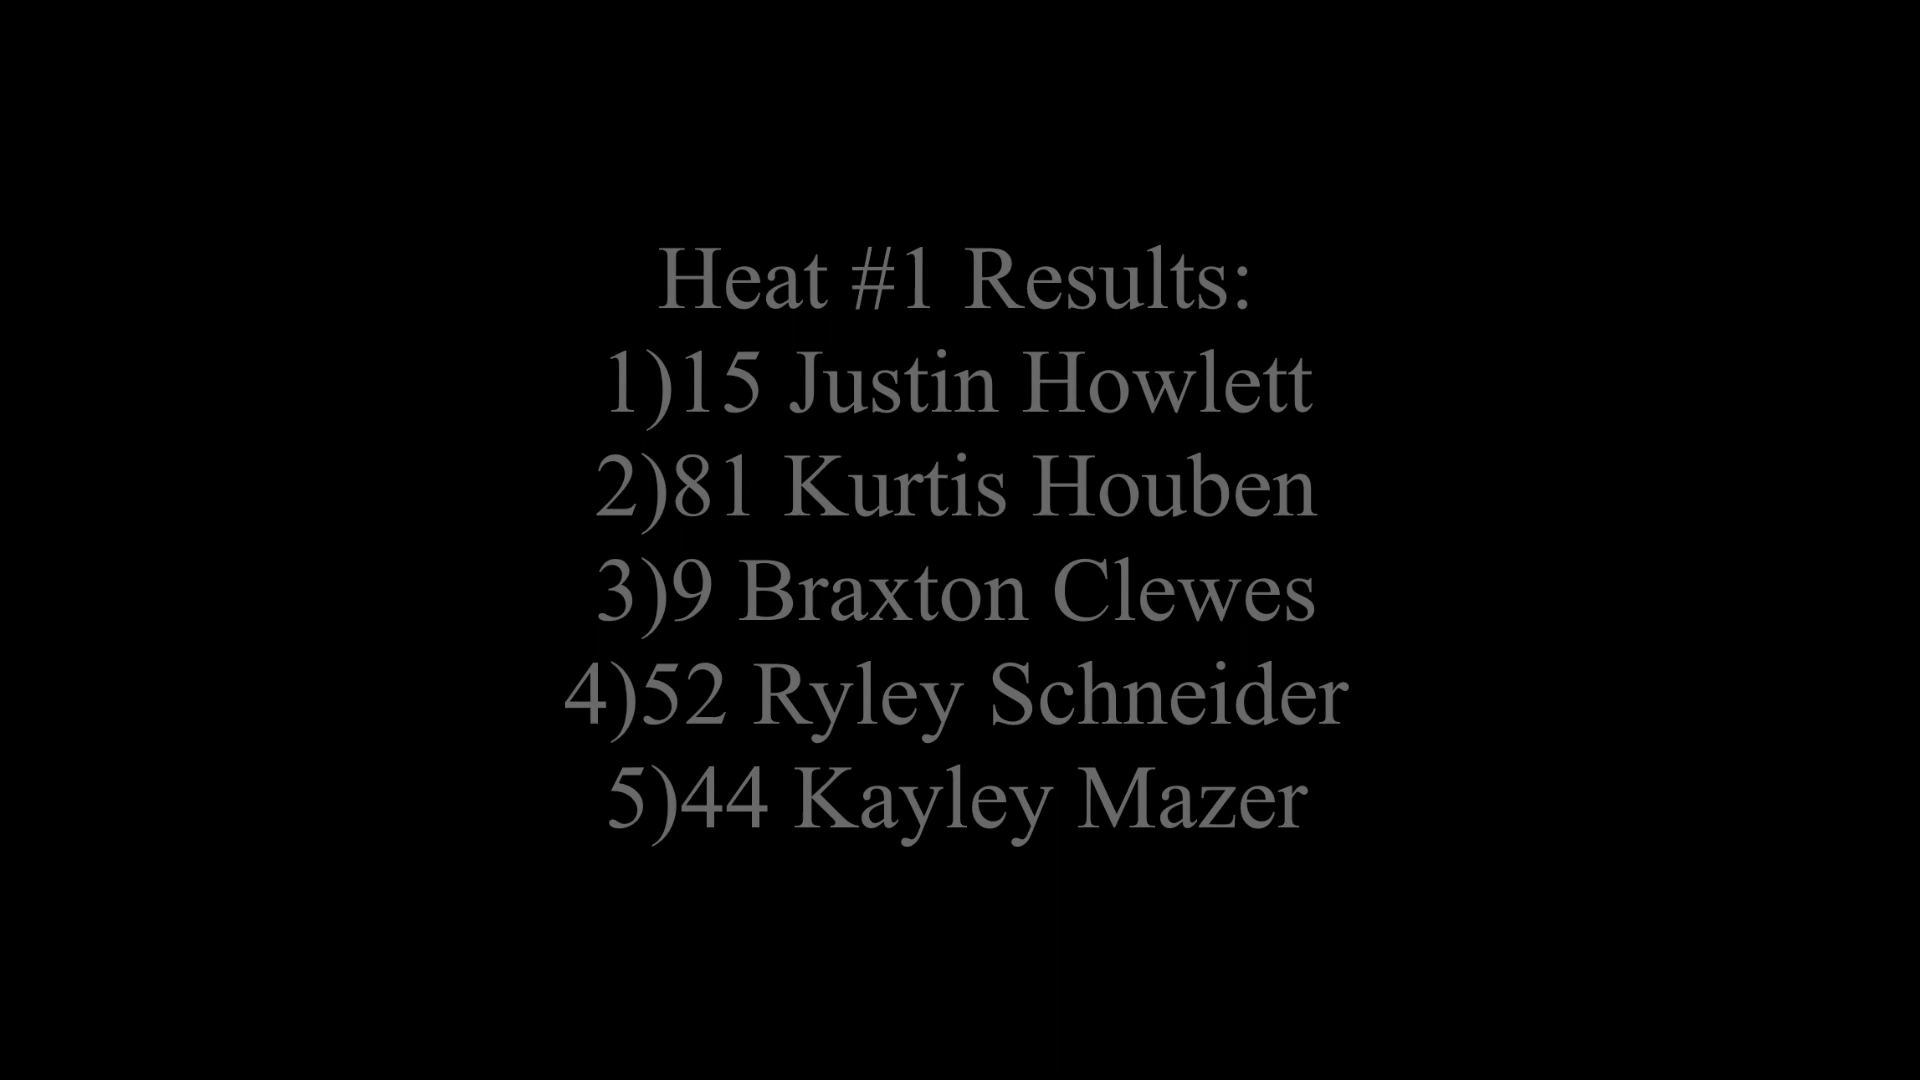 Heat #1 Results:
1)15 Justin Howlett
2)81 Kurtis Houben
3)9 Braxton Clewes
4)52 Ryley Schneider
5)44 Kayley Mazer